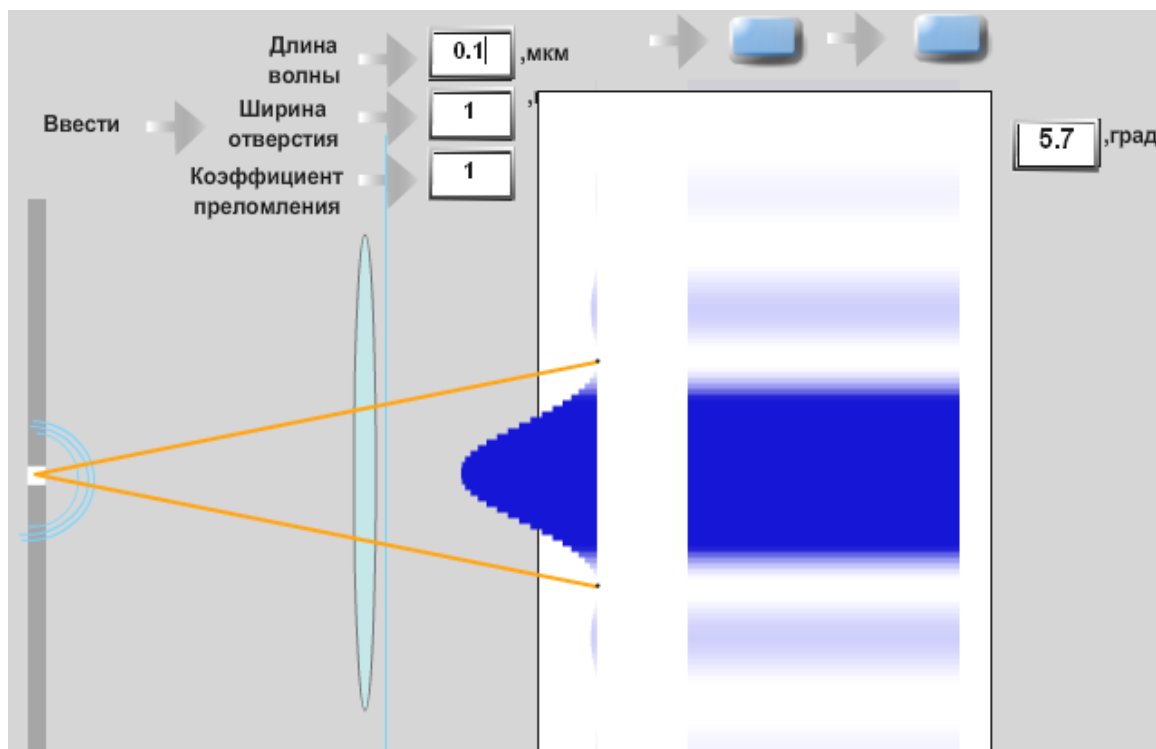 Длина
волны
0.1
,мкм
Ввести
Ширина
отверстия
1
Коэффициент
преломления
1
5.7
,град